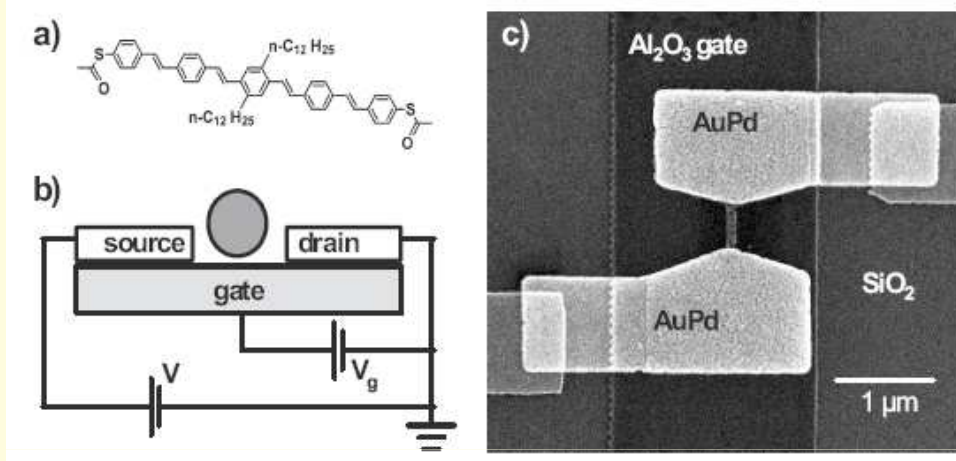 a)
n-C12 H25
S
O
n-C12 H25
S
O
b)
source
drain
gate
V
Vg
c)
Al2O3 gate
AuPd
SiO2
AuPd
1 μm